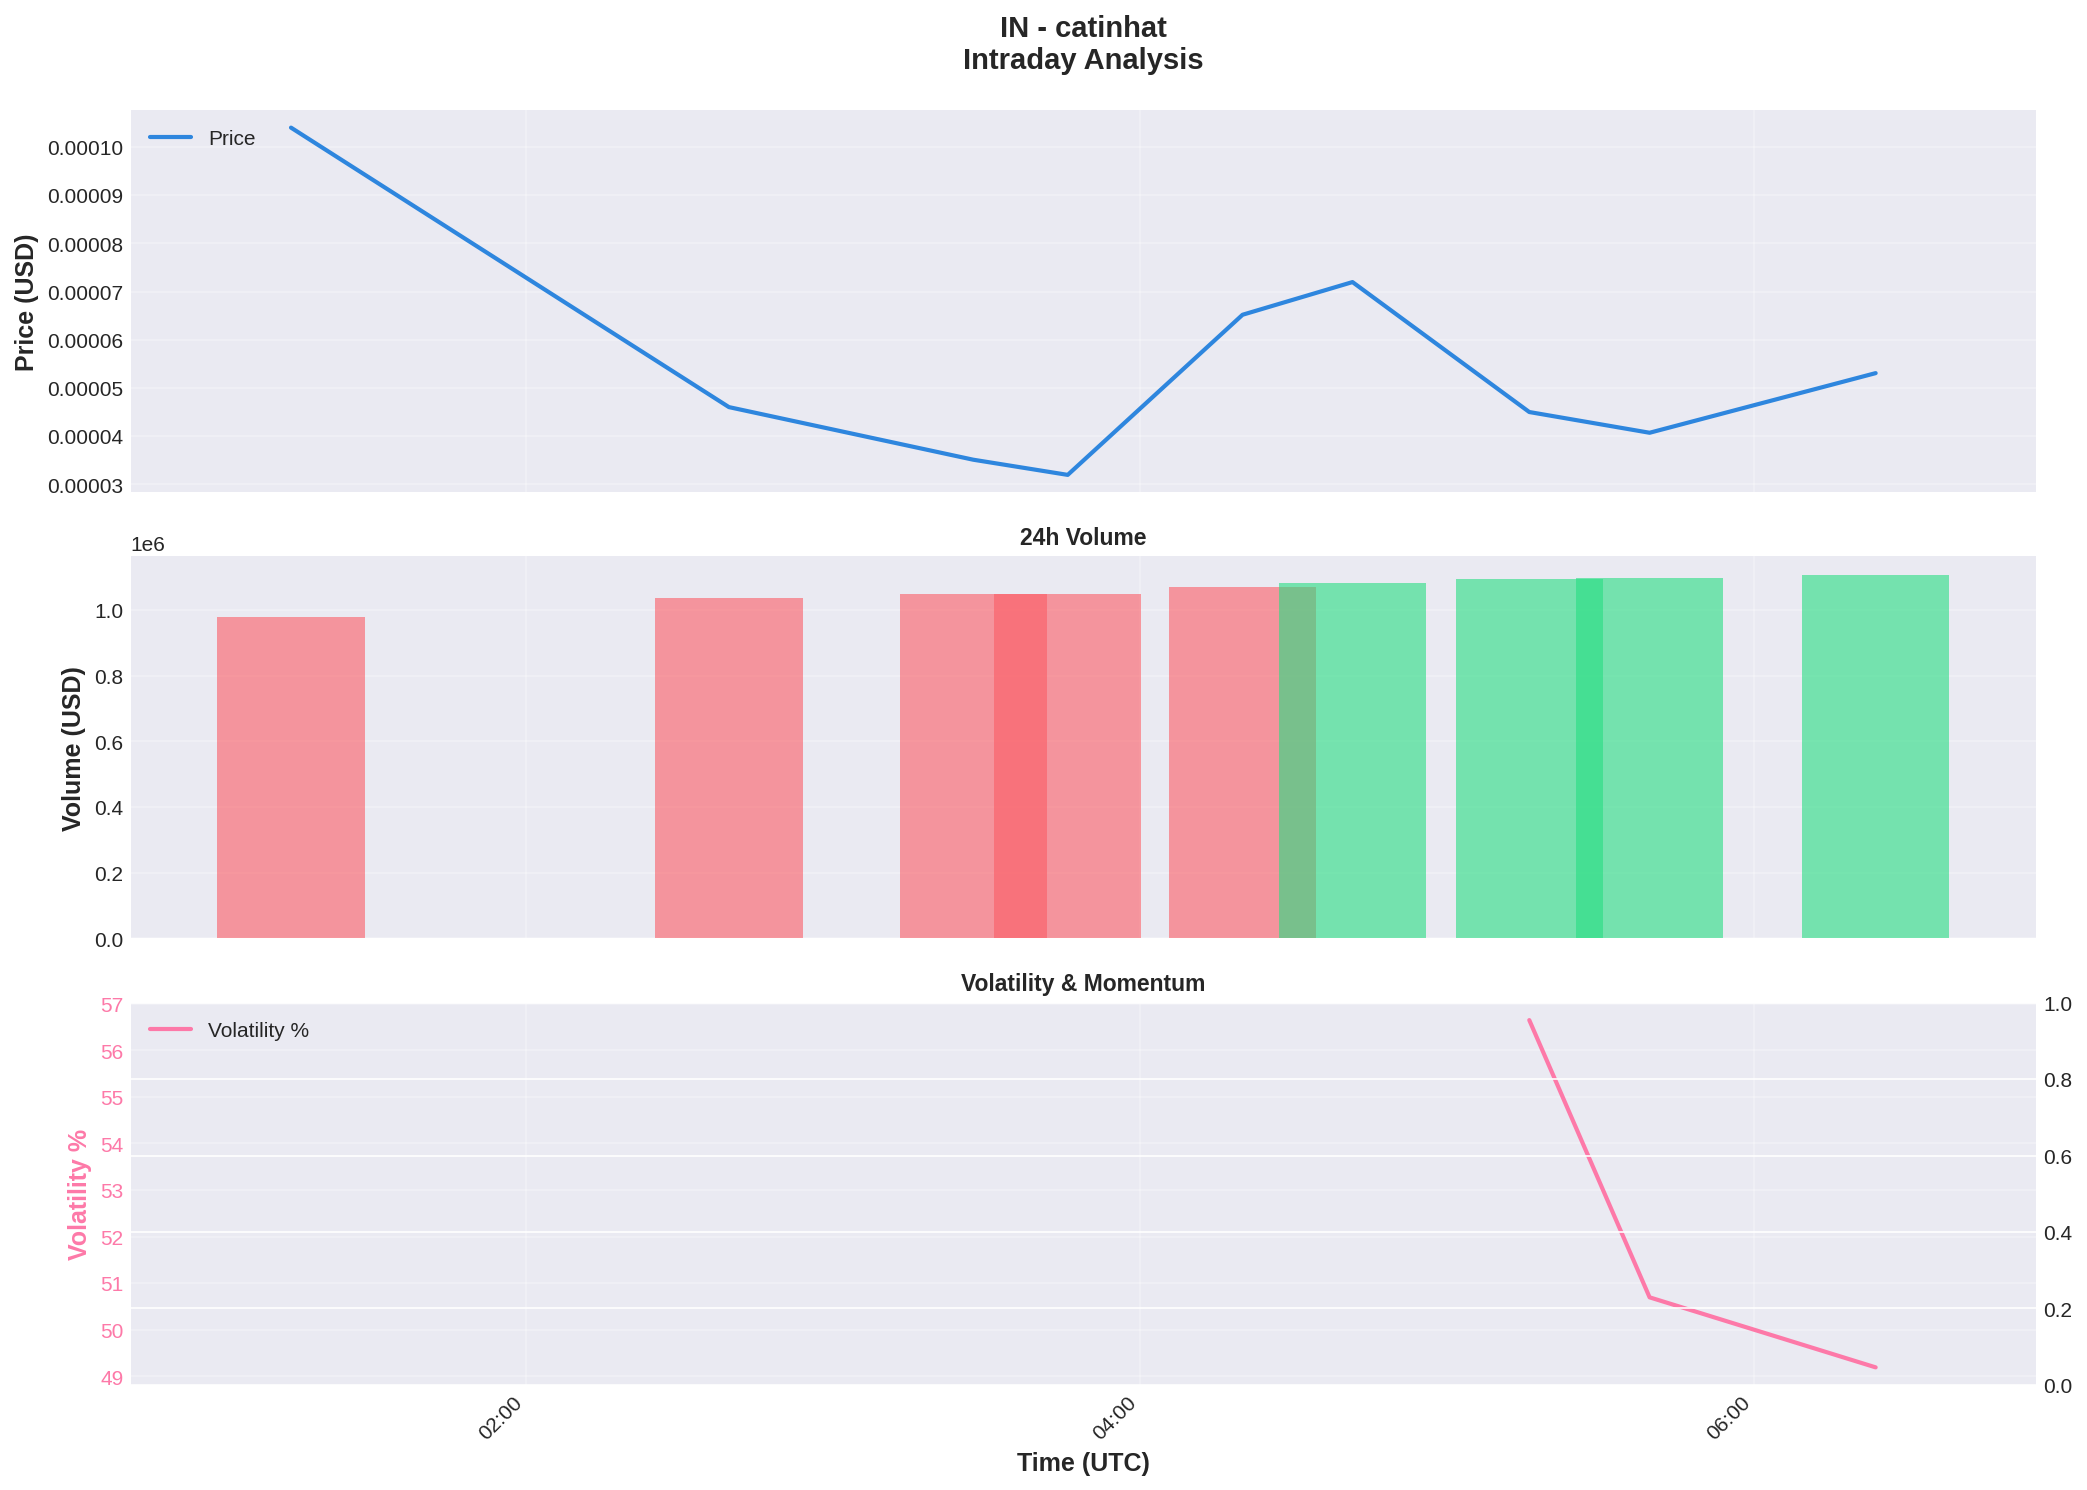 IN - catinhat
Intraday Analysis
Price
0.00010
0.00009
0.00008
0.00007
0.00006
0.00005
0.00004
0.00003
Price (USD)
24h Volume
1e6
1.0
0.8
0.6
0.4
0.2
0.0
Volume (USD)
Volatility & Momentum
Volatility %
57
56
55
54
53
52
51
50
49
Volatility %
1.0
0.8
0.6
0.4
0.2
0.0
02:00
04:00
06:00
Time (UTC)